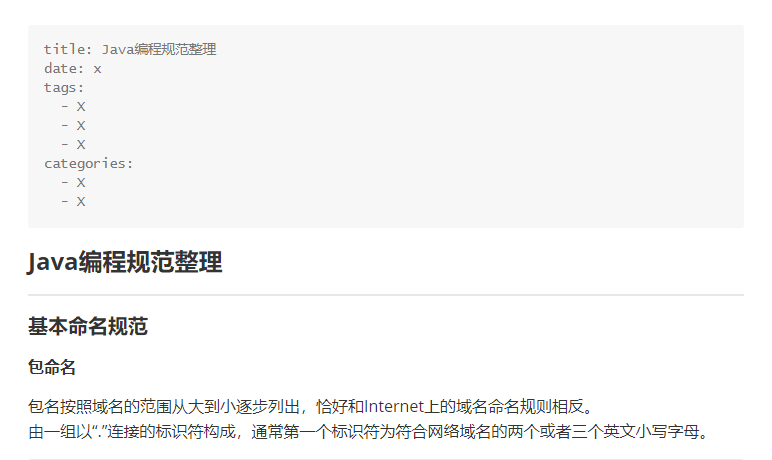 title: Java编程规范整理
date: x
tags:
  - X
  - X
  - X
categories:
  - X
  - X
Java编程规范整理
基本命名规范
包命名
包名按照域名的范围从大到小逐步列出，恰好和Internet上的域名命名规则相反。
由一组以“.”连接的标识符构成，通常第一个标识符为符合网络域名的两个或者三个英文小写字母。